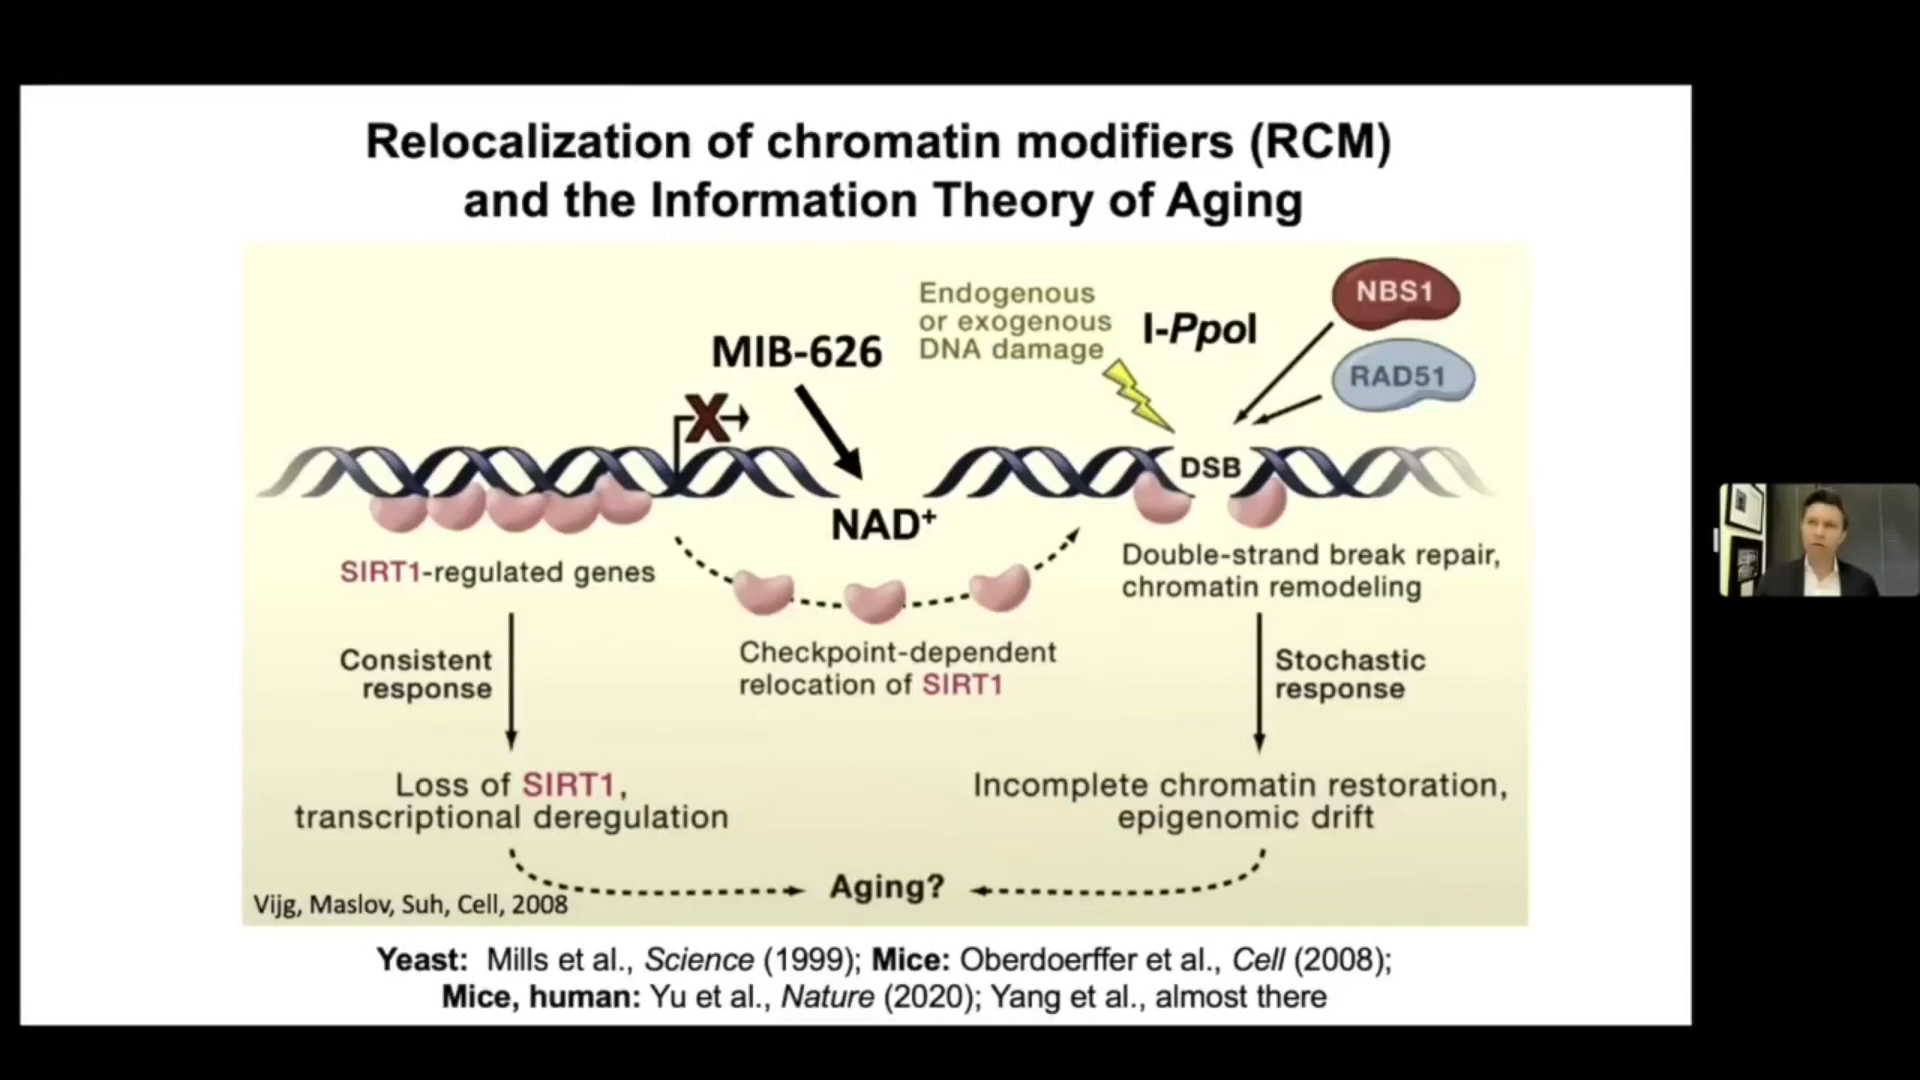 Relocalization of chromatin modifiers (RCM)
and the Information Theory of Aging
Endogenous
or exogenous
DNA damage
I-PpoI
NBS1
RAD51
MIB-626
X
DSB
NAD+
SIRT1-regulated genes
Double-strand break repair,
chromatin remodeling
Checkpoint-dependent
relocation of SIRT1
Consistent
response
Stochastic
response
Loss of SIRT1,
transcriptional deregulation
Incomplete chromatin restoration,
epigenomic drift
Aging?
Vijg, Maslov, Suh, Cell, 2008
Yeast: Mills et al., Science (1999); Mice: Oberdoerffer et al., Cell (2008);
Mice, human: Yu et al., Nature (2020); Yang et al., almost there